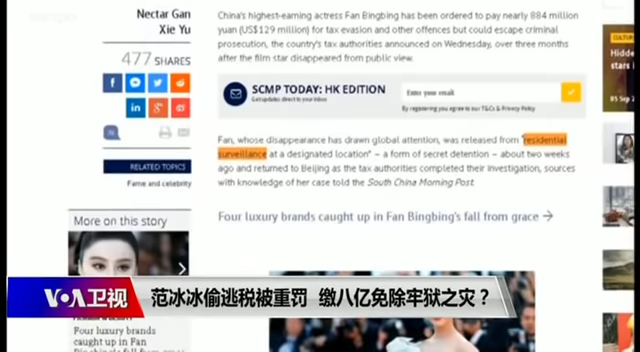 Nectar Gan
Xie Yu
477 SHARES
RELATED TOPICS
Fame and celebrity
More on this story
Four luxury brands
caught up in Fan
China's highest-earning actress Fan Bingbing has been ordered to pay nearly 884 million
yuan (US$129 million) for tax evasion and other offences but could escape criminal
prosecution, the country's tax authorities announced on Wednesday, over three months
after the film star disappeared from public view.
SCMP TODAY: HK EDITION
Get updates direct to your inbox
Enter your email
By registering you agree to our T&Cs & Privacy Policy
Fan, whose disappearance has drawn global attention, was released from "residential
surveillance at a designated location" – a form of secret detention – about two weeks
ago and returned to Beijing as the tax authorities completed their investigation, sources
with knowledge of her case told the South China Morning Post.
Four luxury brands caught up in Fan Bingbing's fall from grace →
Hidde
stars i
05 Sep 2
VOA卫视
范冰冰偷逃税被重罚 缴八亿免除牢狱之灾？